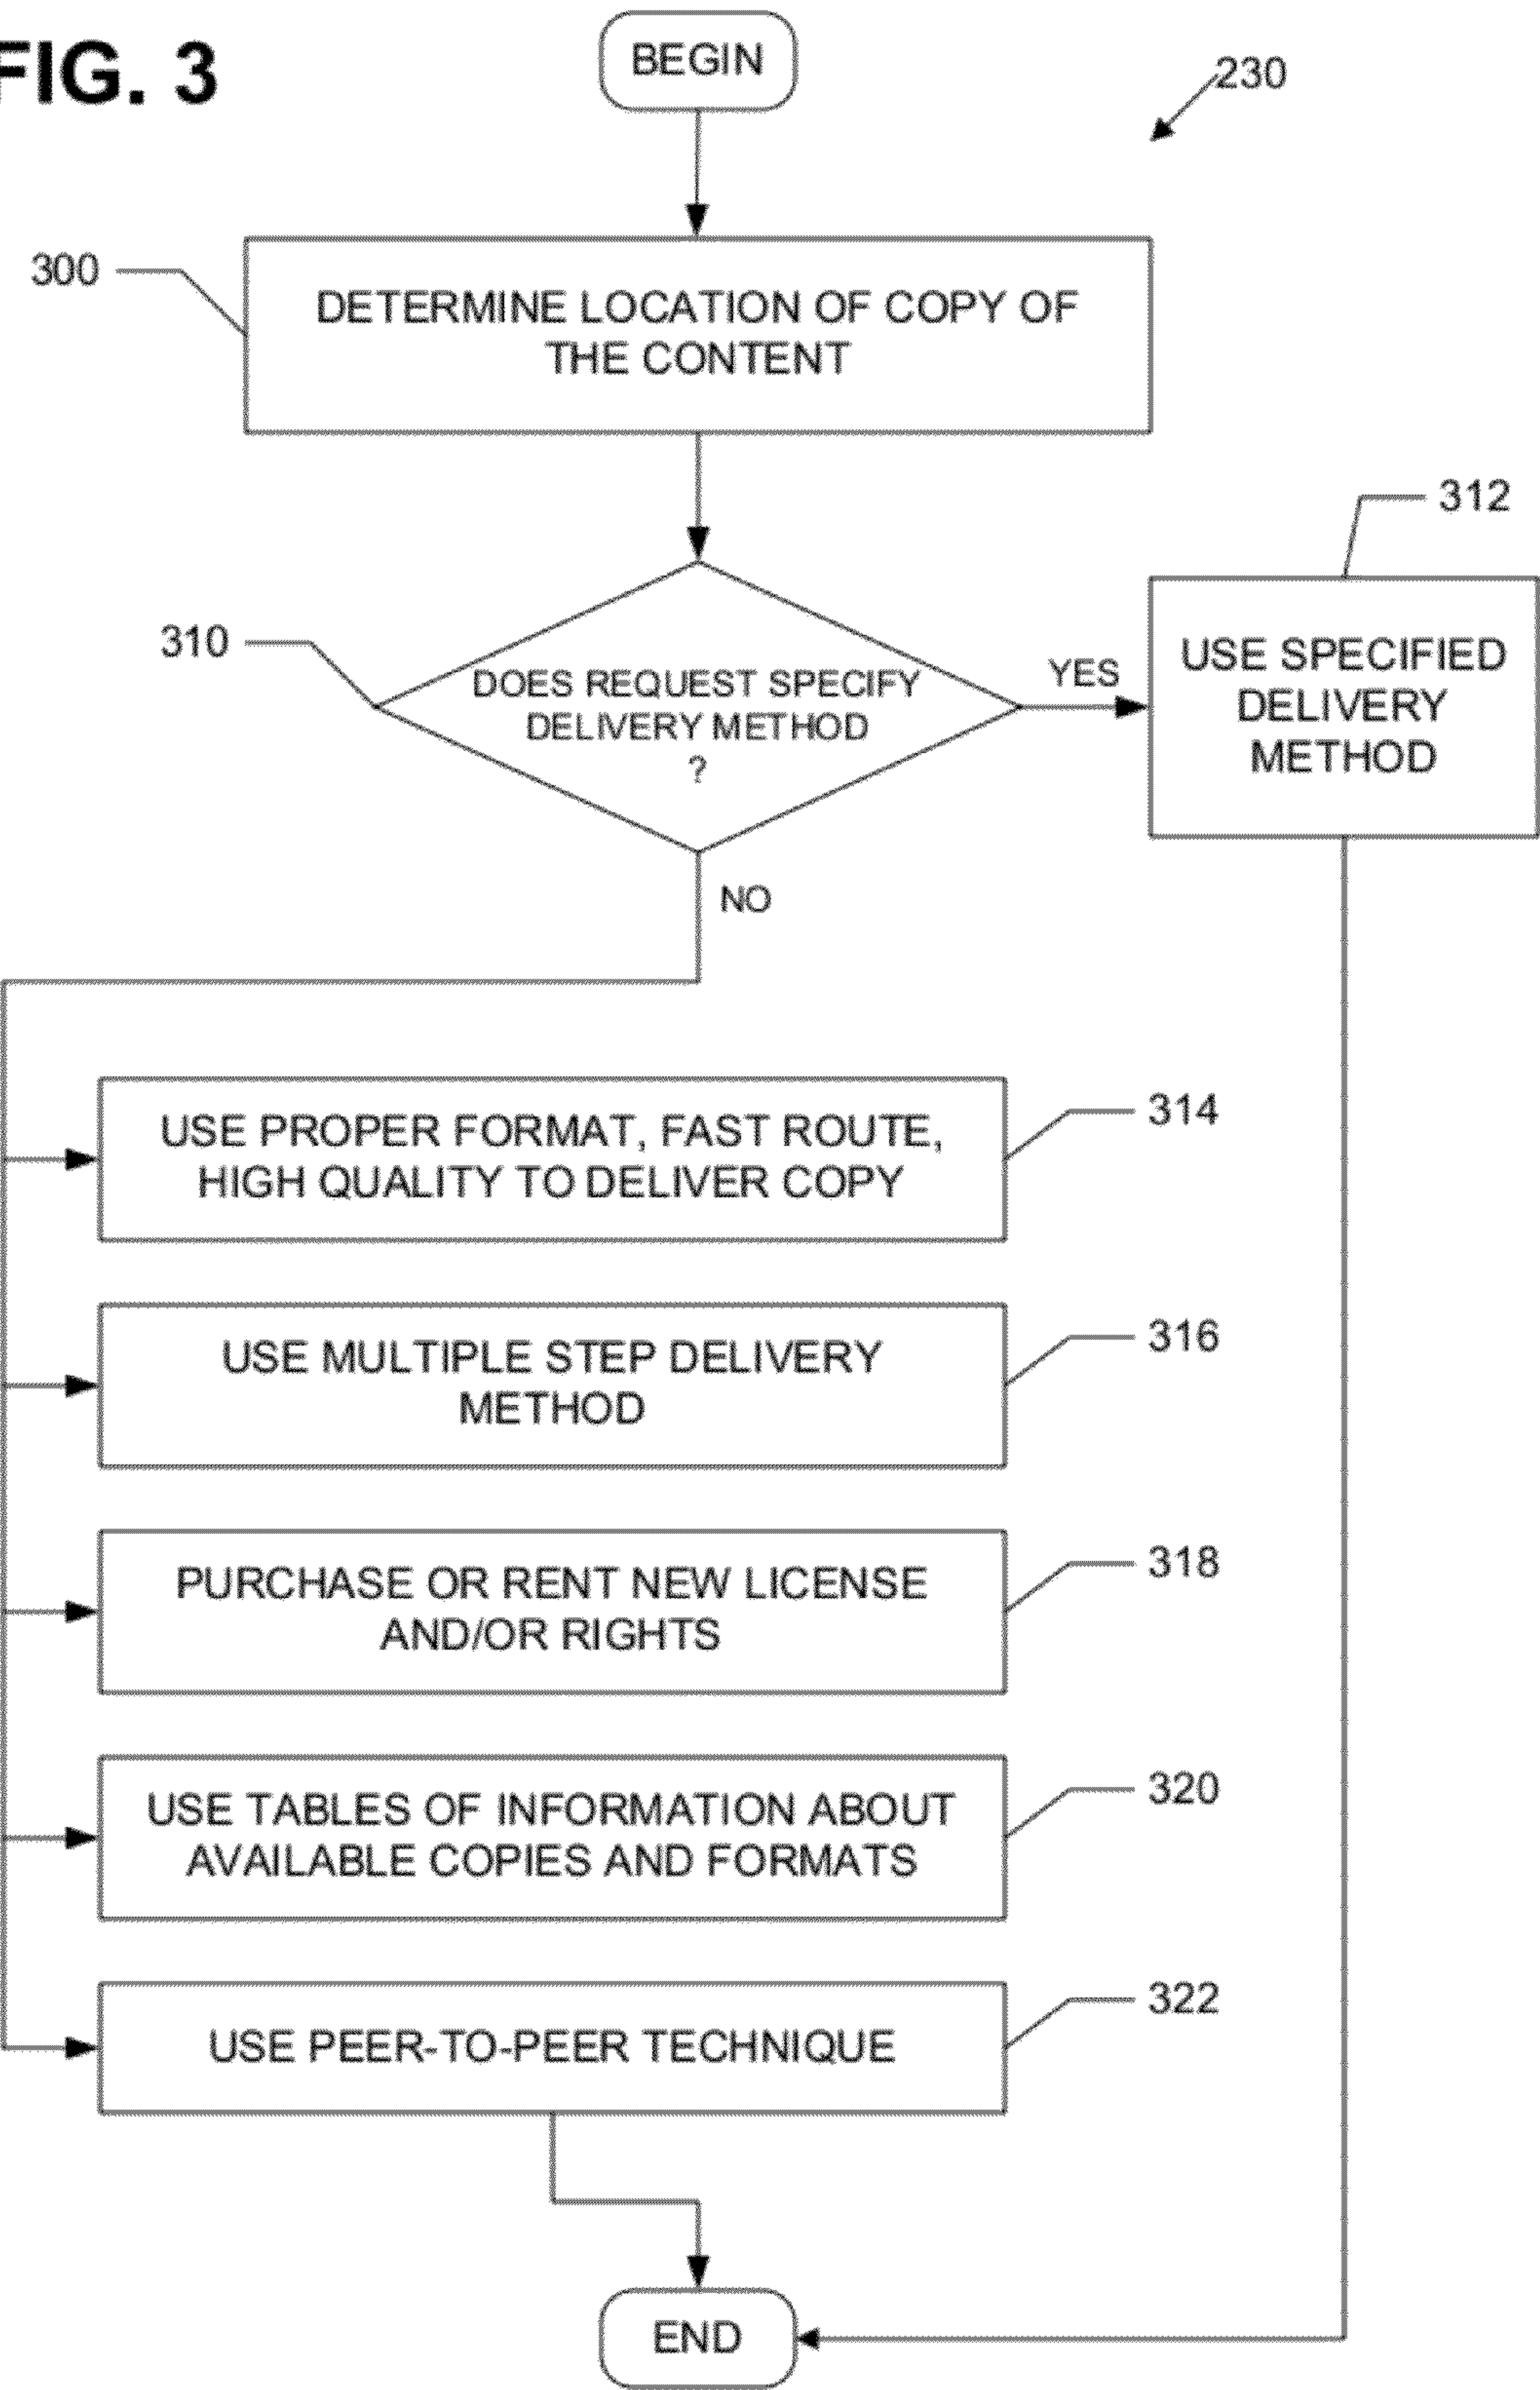 FIG. 3
BEGIN
230
300
DETERMINE LOCATION OF COPY OF
THE CONTENT
310
DOES REQUEST SPECIFY
DELIVERY METHOD
?
YES
312
USE SPECIFIED
DELIVERY
METHOD
NO
USE PROPER FORMAT, FAST ROUTE,
HIGH QUALITY TO DELIVER COPY
314
USE MULTIPLE STEP DELIVERY
METHOD
316
PURCHASE OR RENT NEW LICENSE
AND/OR RIGHTS
318
USE TABLES OF INFORMATION ABOUT
AVAILABLE COPIES AND FORMATS
320
USE PEER-TO-PEER TECHNIQUE
322
END